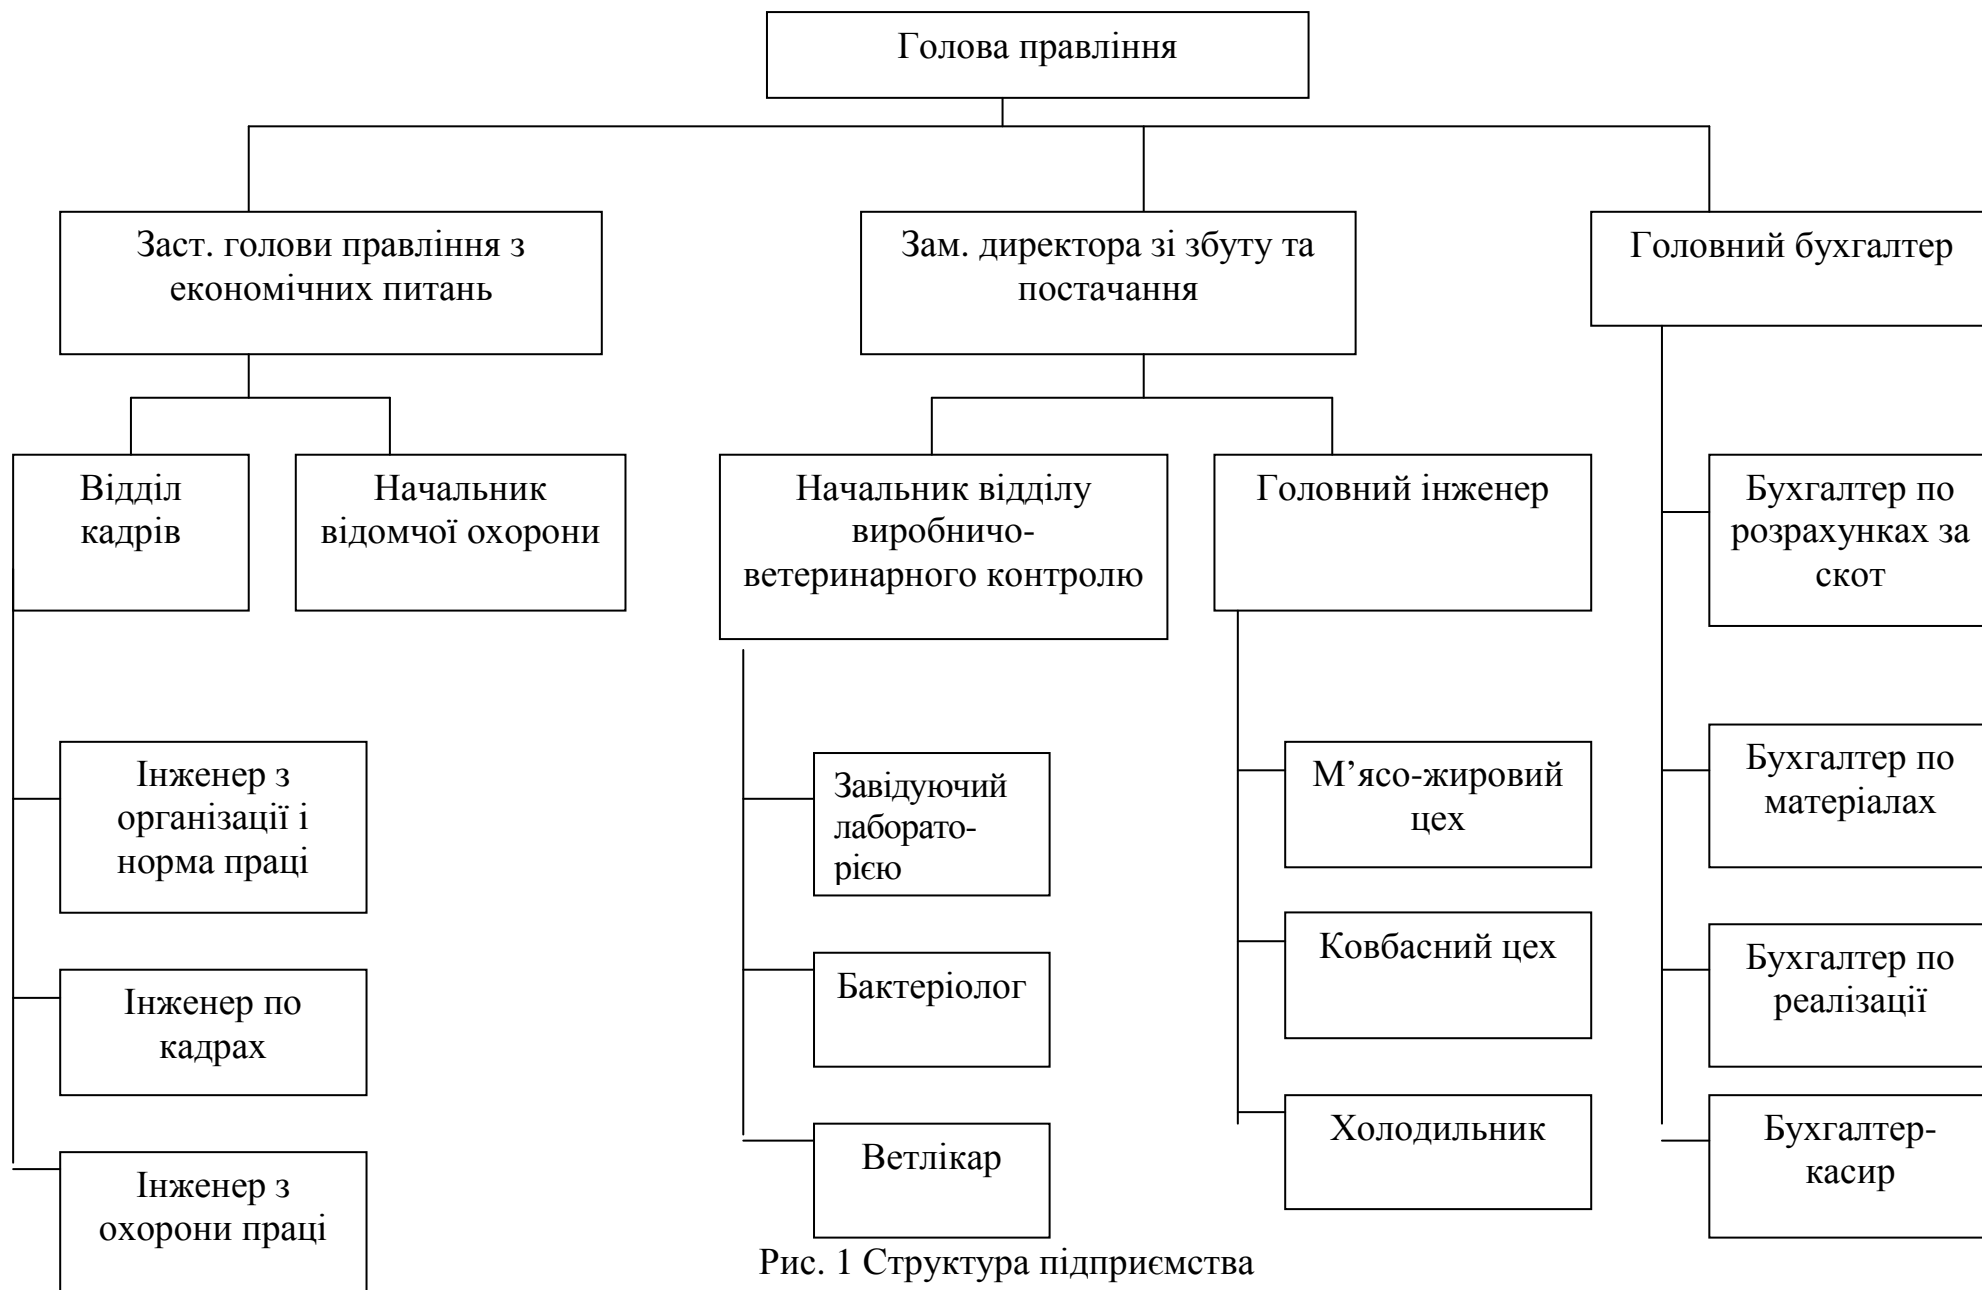 Голова правління
Заст. голови правління з
економічних питань
Зам. директора зі збуту та
постачання
Головний бухгалтер
Відділ
кадрів
Начальник
відомчої охорони
Начальник відділу
виробничо-
ветеринарного контролю
Головний інженер
Бухгалтер по
розрахунках за
скот
Інженер з
організації і
норма праці
Завідуючий
лаборато-
рією
М’ясо-жировий
цех
Бухгалтер по
матеріалах
Інженер по
кадрах
Бактеріолог
Ковбасний цех
Бухгалтер по
реалізації
Інженер з
охорони праці
Ветлікар
Холодильник
Бухгалтер-
касир
Рис. 1 Структура підприємства